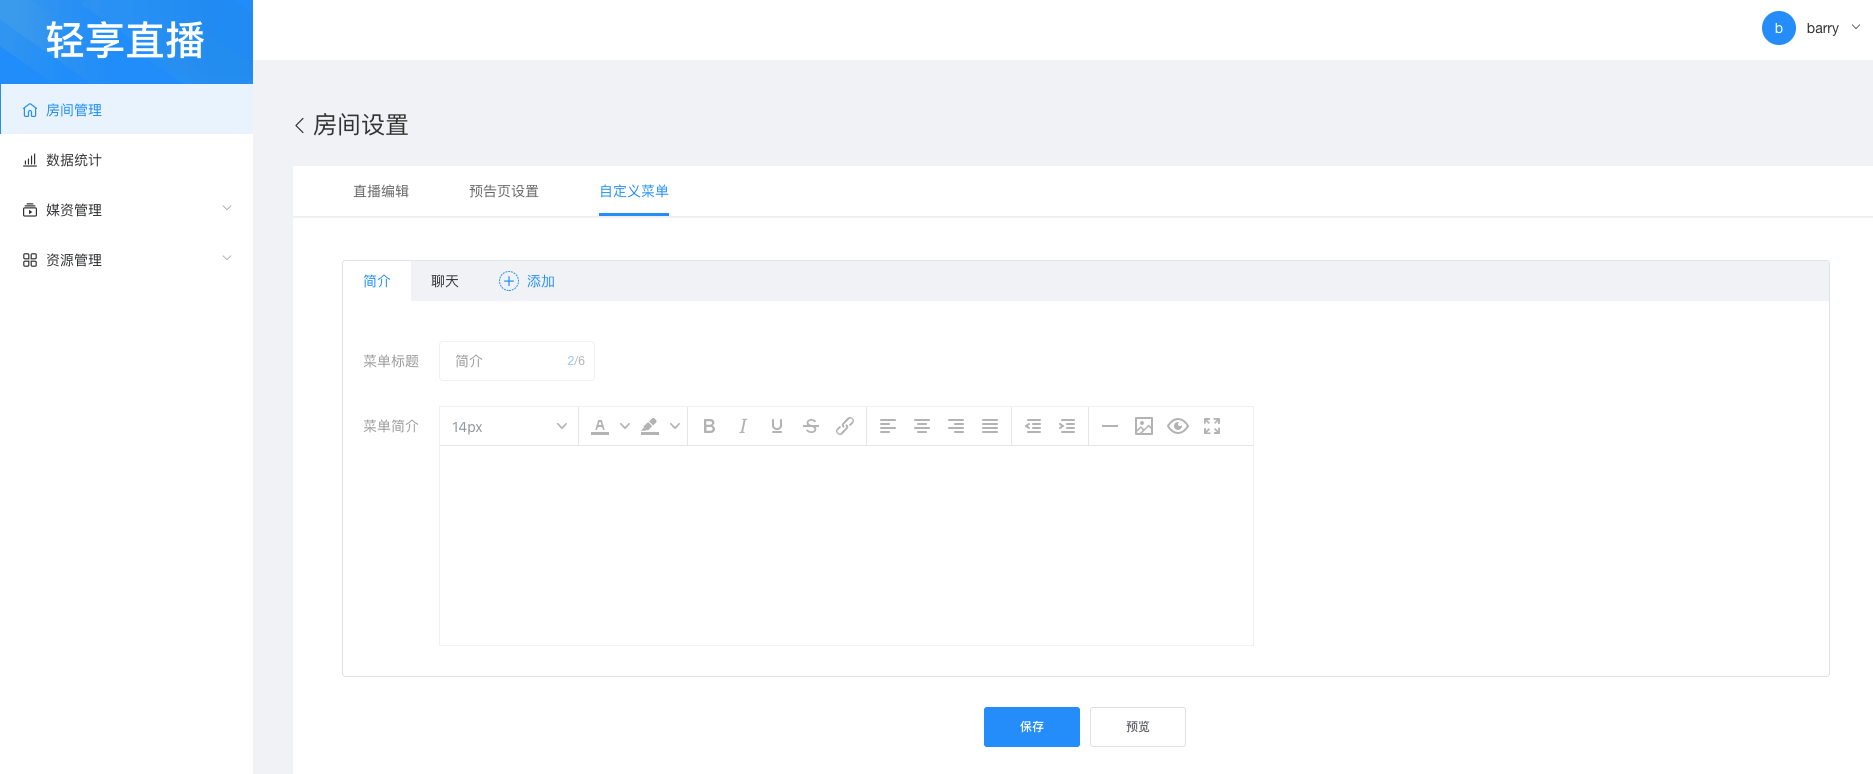 轻享直播
b barry
房间管理
数据统计
媒资管理
资源管理
房间设置
直播编辑 预告页设置 自定义菜单
简介 聊天 添加
菜单标题 简介 2/6
菜单简介 14px A B I U S
保存 预览